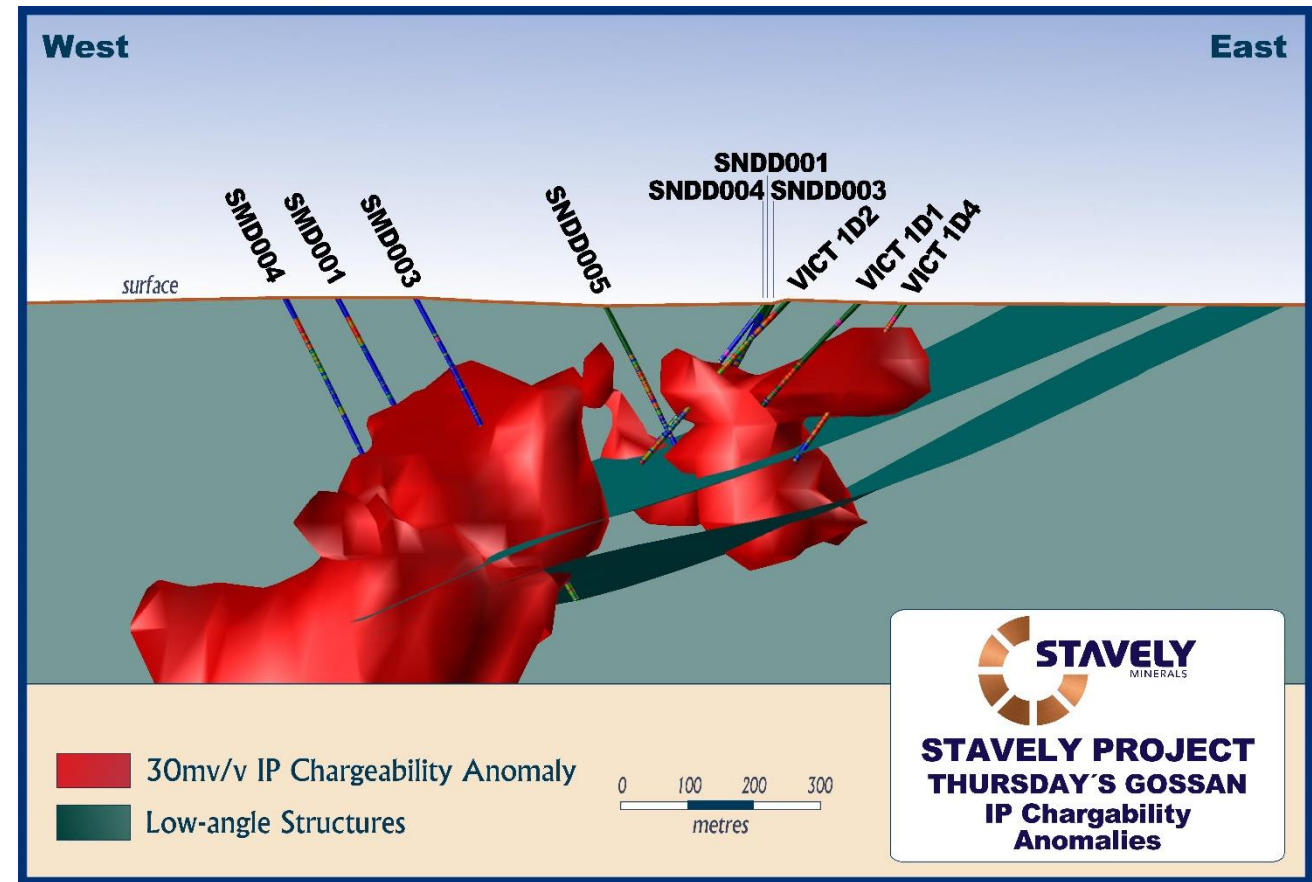 West
East
SNDD001
SNDD004 SNDD003
SMD004
SMD001
SMD003
SNDD005
VICT 1D2
VICT 1D1
VICT 1D4
surface
30mv/v IP Chargeability Anomaly
Low-angle Structures
0 100 200 300
metres
STAVELY
MINERALS
STAVELY PROJECT
THURSDAY´S GOSSAN
IP Chargability
Anomalies